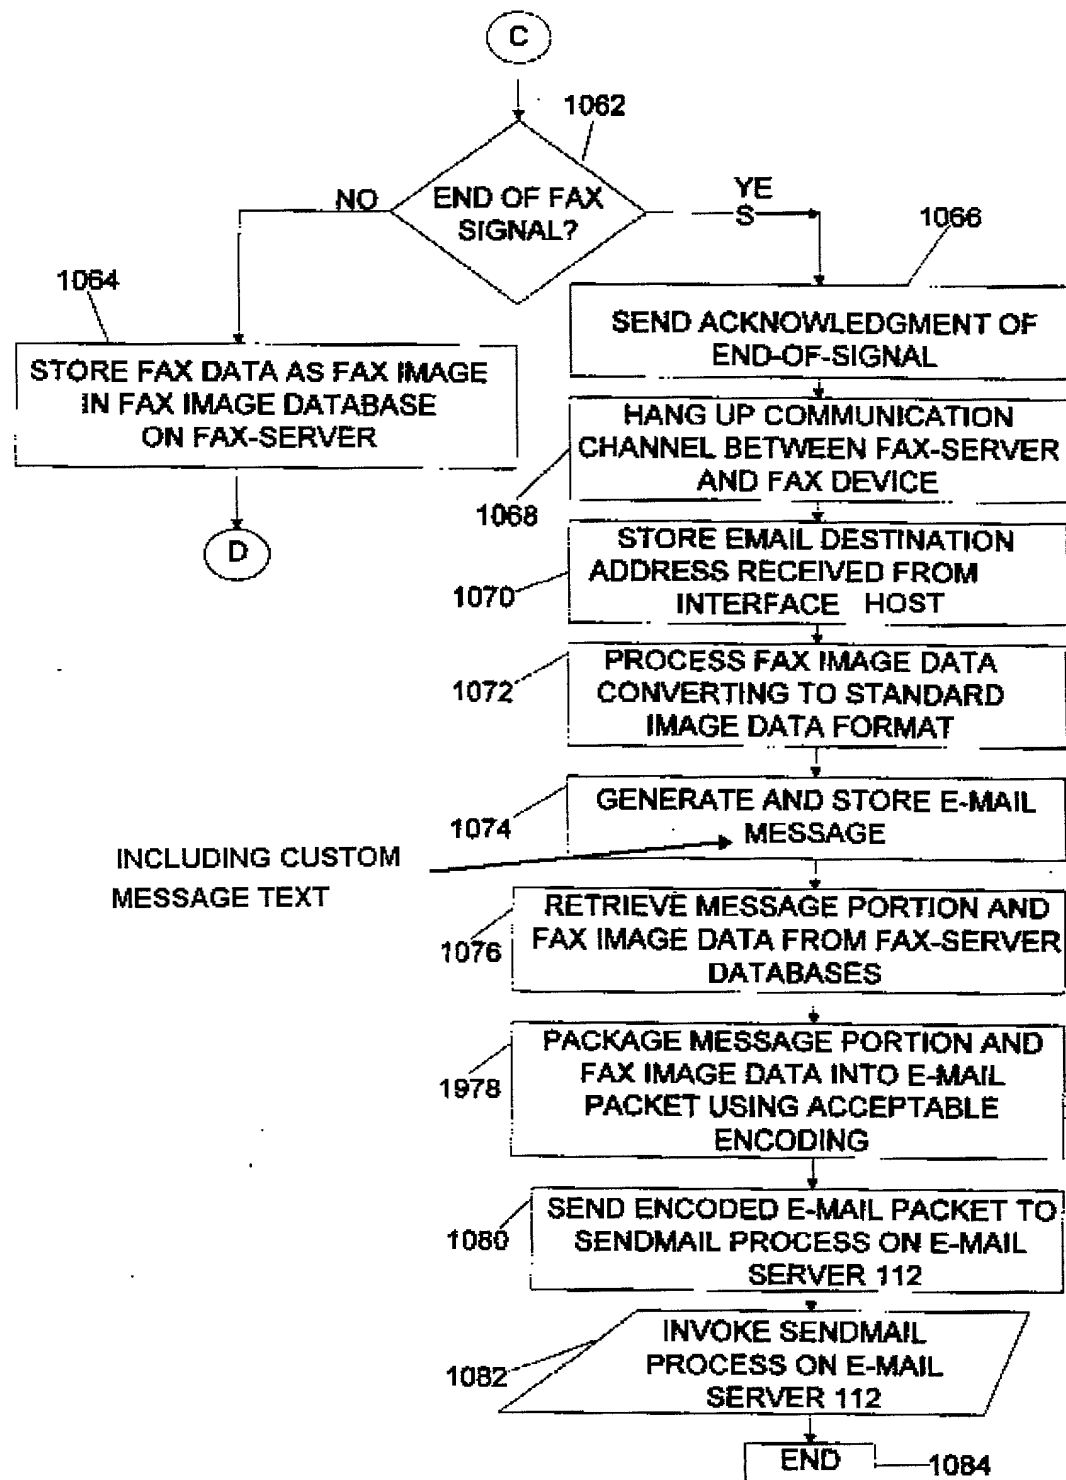 C
1062
END OF FAX
SIGNAL?
NO
YE
S
1064
STORE FAX DATA AS FAX IMAGE
IN FAX IMAGE DATABASE
ON FAX-SERVER
D
1066
SEND ACKNOWLEDGMENT OF
END-OF-SIGNAL
HANG UP COMMUNICATION
CHANNEL BETWEEN FAX-SERVER
AND FAX DEVICE
1068
STORE EMAIL DESTINATION
ADDRESS RECEIVED FROM
INTERFACE HOST
1070
PROCESS FAX IMAGE DATA
CONVERTING TO STANDARD
IMAGE DATA FORMAT
1072
GENERATE AND STORE E-MAIL
MESSAGE
1074
INCLUDING CUSTOM
MESSAGE TEXT
RETRIEVE MESSAGE PORTION AND
FAX IMAGE DATA FROM FAX-SERVER
DATABASES
1076
PACKAGE MESSAGE PORTION AND
FAX IMAGE DATA INTO E-MAIL
PACKET USING ACCEPTABLE
ENCODING
1978
SEND ENCODED E-MAIL PACKET TO
SENDMAIL PROCESS ON E-MAIL
SERVER 112
1080
INVOKE SENDMAIL
PROCESS ON E-MAIL
SERVER 112
1082
END
1084